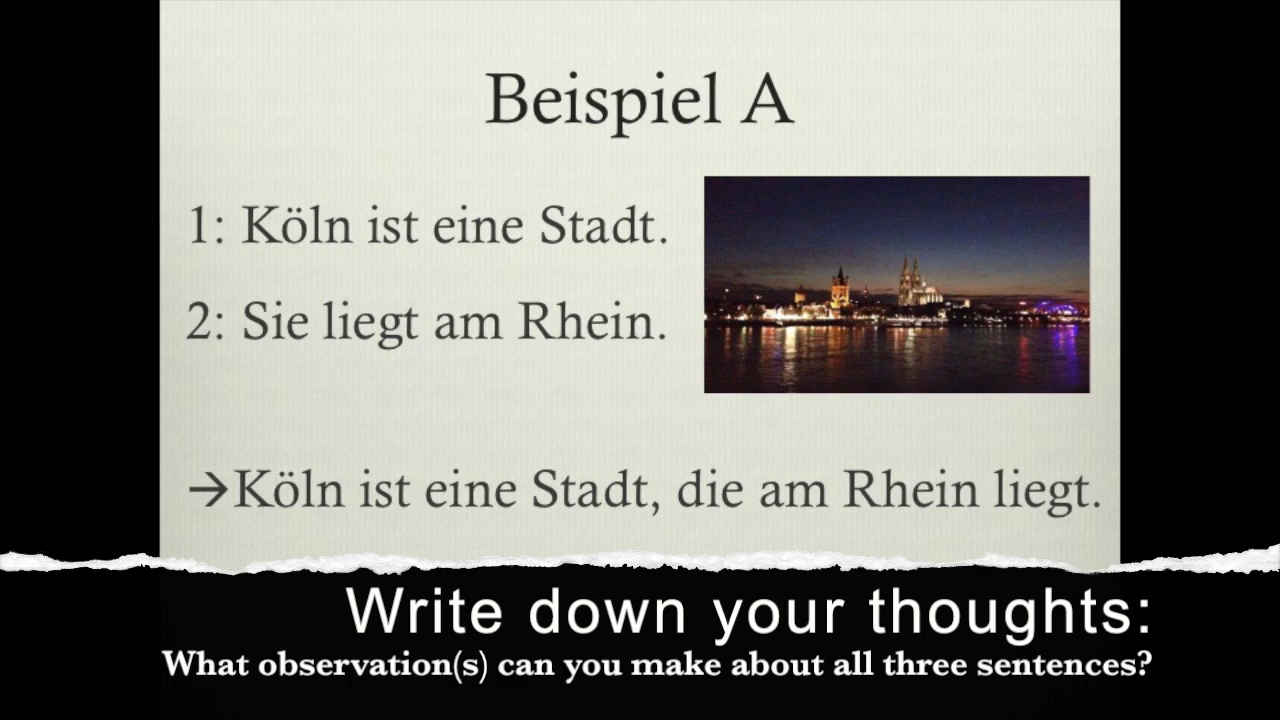 Beispiel A
1: Köln ist eine Stadt.
2: Sie liegt am Rhein.
→Köln ist eine Stadt, die am Rhein liegt.
Write down your thoughts:
What observation(s) can you make about all three sentences?